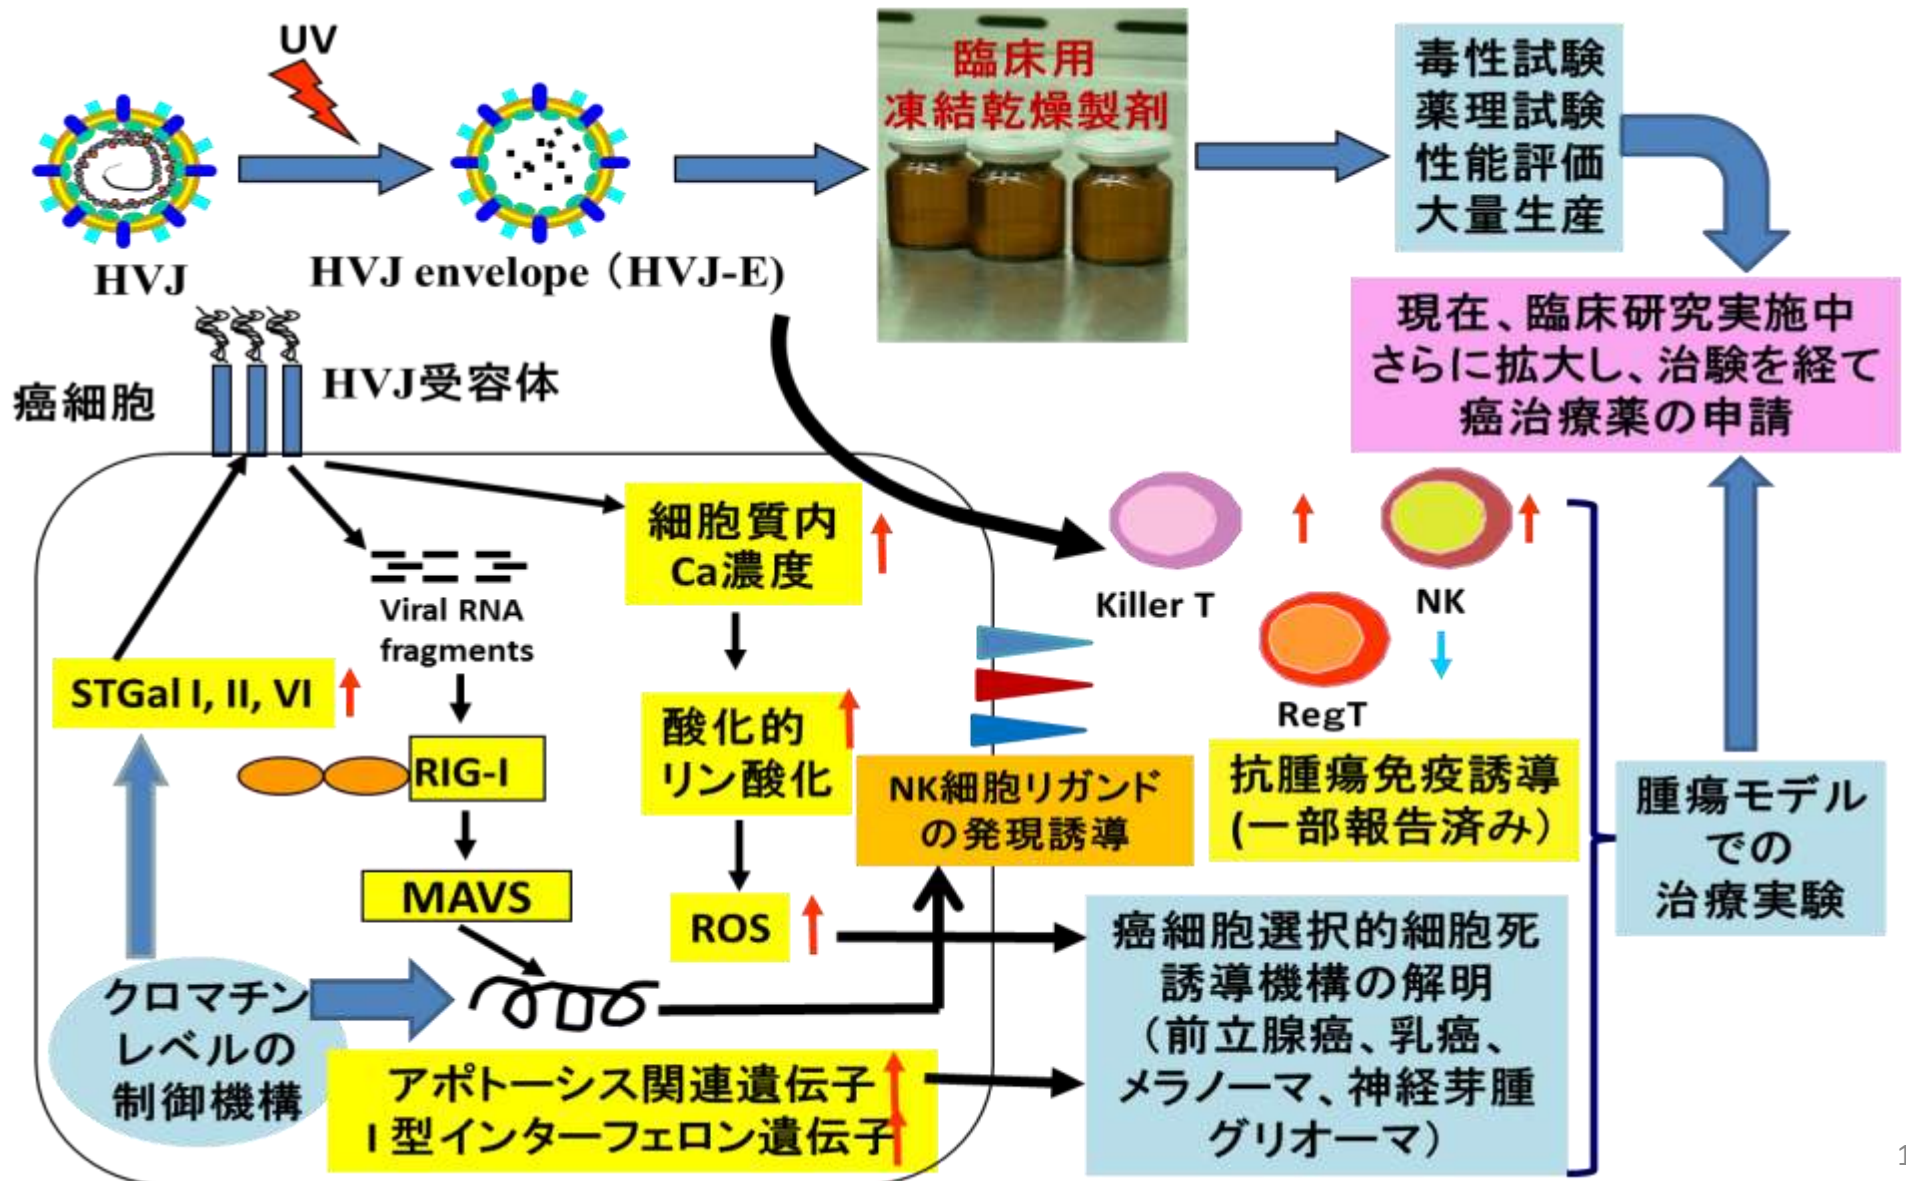 UV
HVJ
HVJ envelope（HVJ-E）
臨床用
凍結乾燥製剤
毒性試験
薬理試験
性能評価
大量生産
現在、臨床研究実施中
さらに拡大し、治験を経て
癌治療薬の申請
癌細胞
HVJ受容体
細胞質内
Ca濃度
Viral RNA
fragments
STGal I, II, VI
RIG-I
MAVS
酸化的
リン酸化
ROS
NK細胞リガンド
の発現誘導
Killer T
NK
RegT
抗腫瘍免疫誘導
(一部報告済み）
腫瘍モデル
での
治療実験
クロマチン
レベルの
制御機構
アポトーシス関連遺伝子
I 型インターフェロン遺伝子
癌細胞選択的細胞死
誘導機構の解明
（前立腺癌、乳癌、
メラノーマ、神経芽腫
グリオーマ）
1